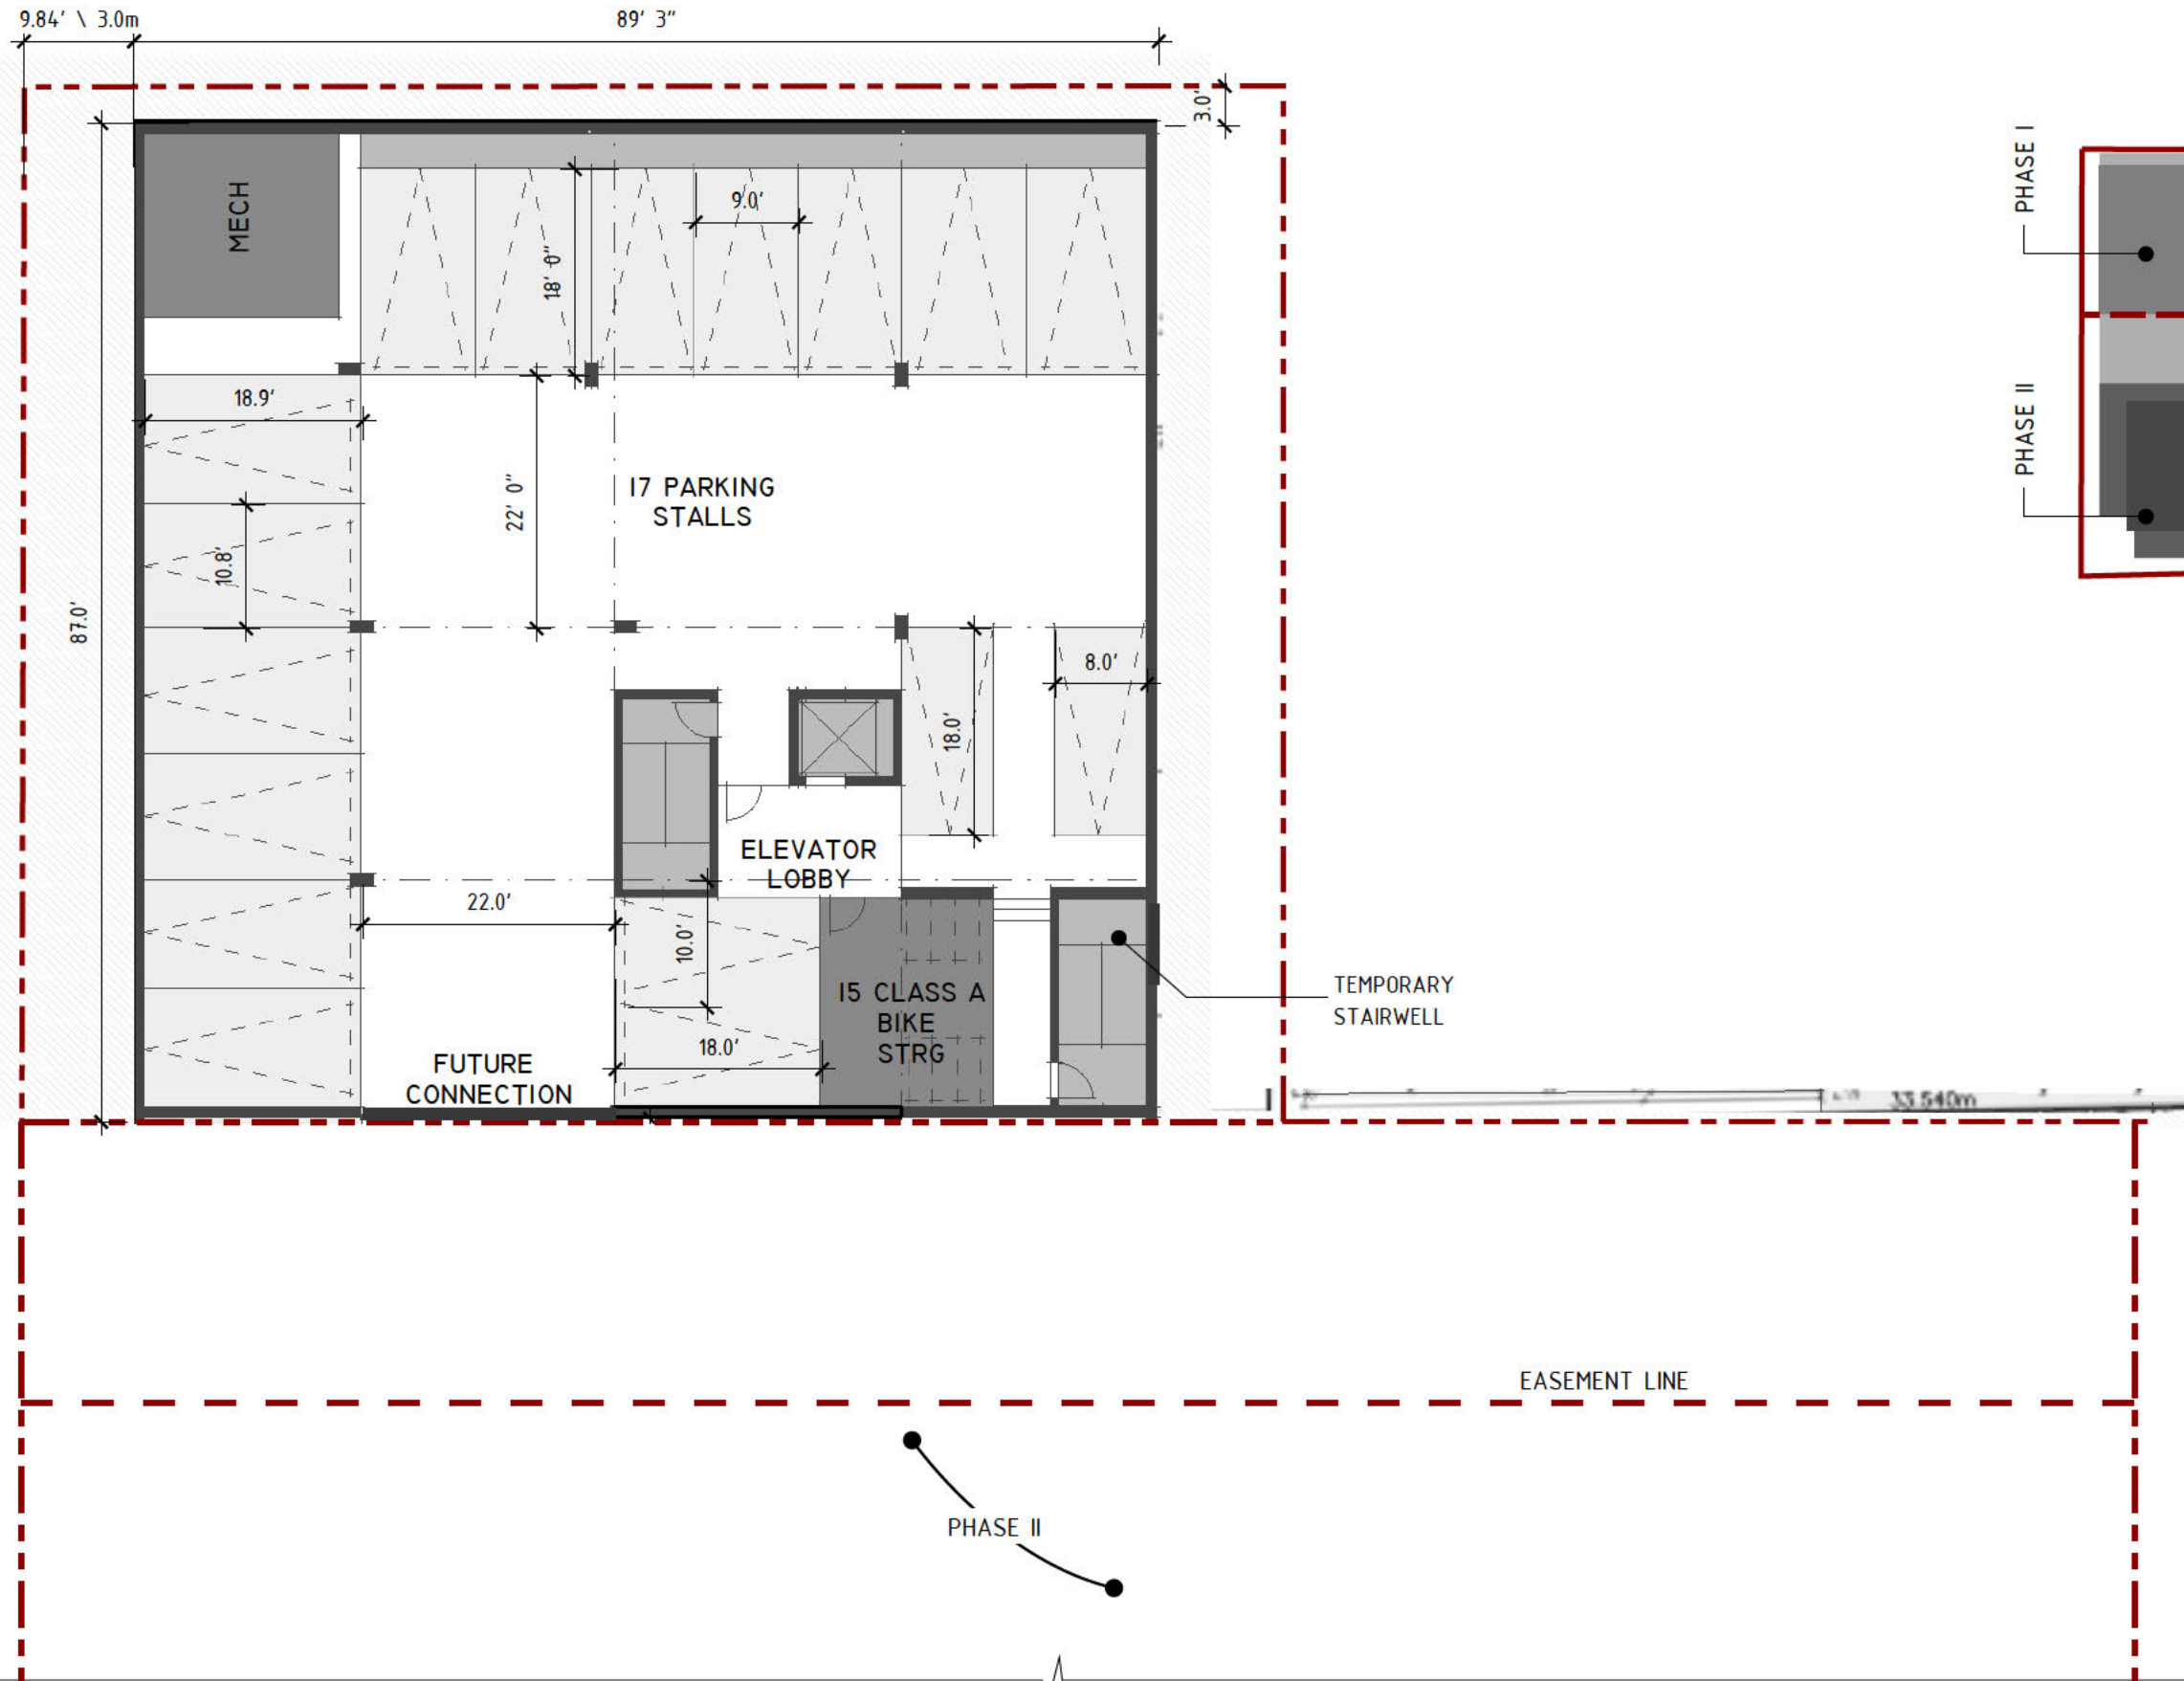 9.84' \ 3.0m
89' 3"
3.0'
PHASE I
MECH
9.0'
18' 0"
18.9'
PHASE II
17 PARKING
STALLS
22' 0"
10.8'
87.0'
8.0'
18.0'
ELEVATOR
LOBBY
22.0'
10.0'
15 CLASS A
BIKE
STRG
TEMPORARY
STAIRWELL
18.0'
FUTURE
CONNECTION
33.540m
EASEMENT LINE
PHASE II